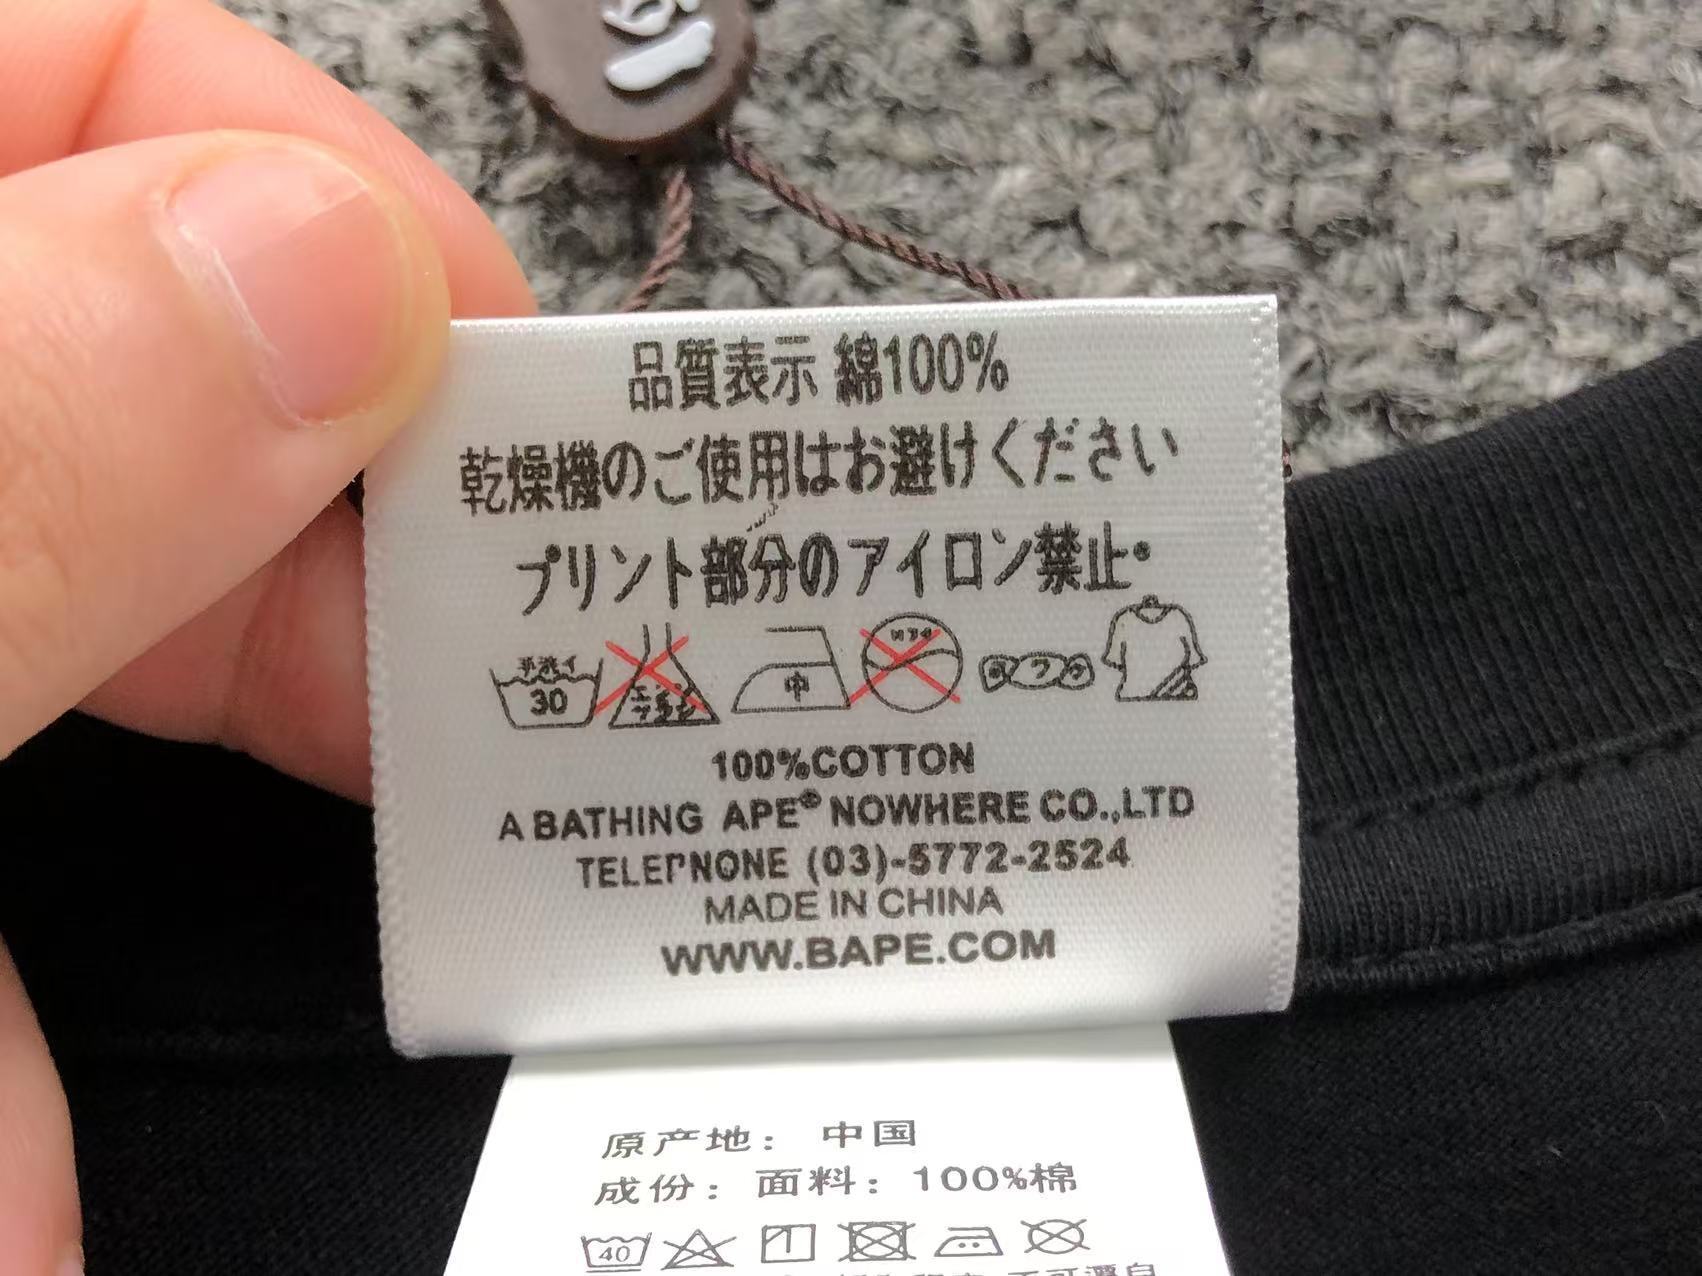 品質表示 綿100%
乾燥機のご使用はお避けください
プリント部分のアイロン禁止・
手洗イ
30
中
100%COTTON
A BATHING APE® NOWHERE CO.,LTD
TELEPNONE (03)-5772-2524
MADE IN CHINA
WWW.BAPE.COM
原产地：中国
成份：面料：100%棉
40